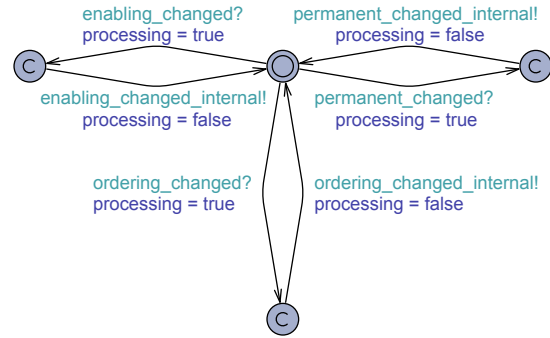 enabling_changed?
processing = true
permanent_changed_internal!
processing = false
C
C
enabling_changed_internal!
processing = false
permanent_changed?
processing = true
ordering_changed?
processing = true
ordering_changed_internal!
processing = false
C